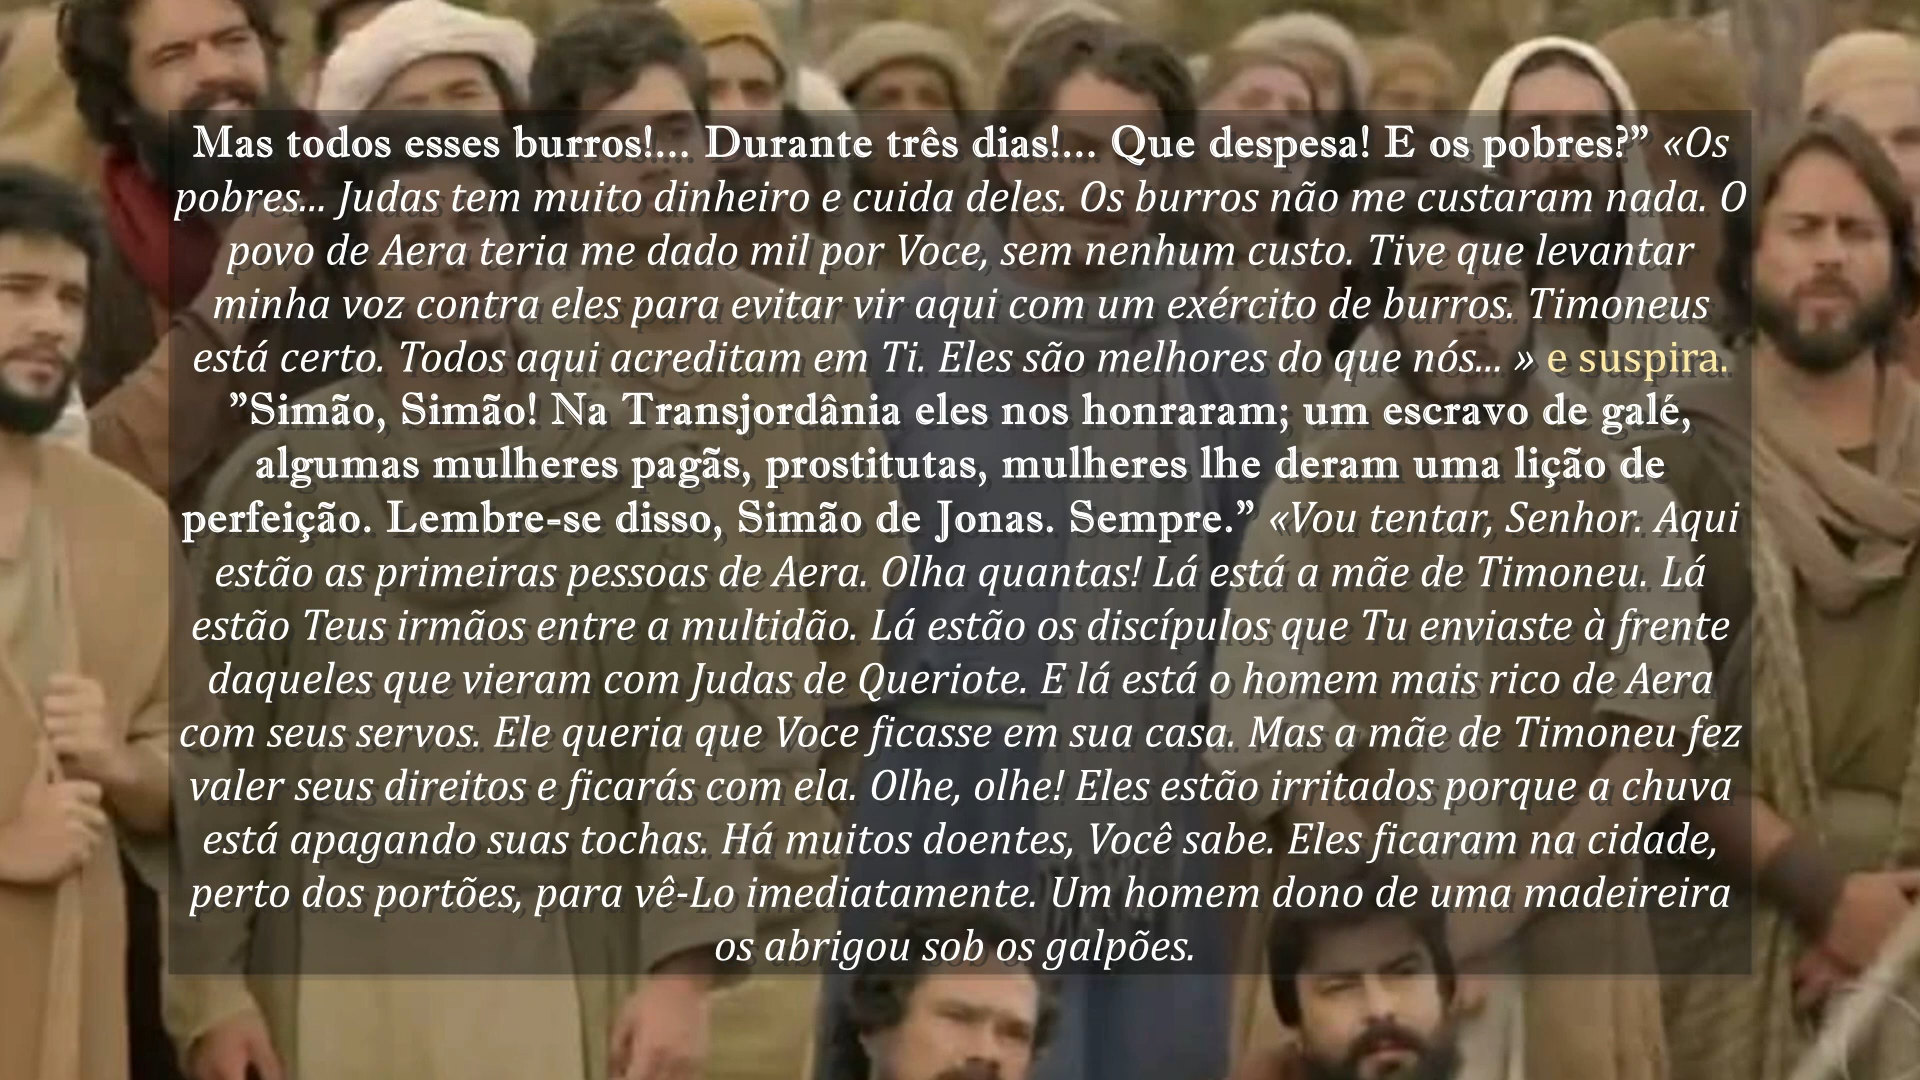 Mas todos esses burros!... Durante três dias!... Que despesa! E os pobres?” «Os
pobres... Judas tem muito dinheiro e cuida deles. Os burros não me custaram nada. O
povo de Aera teria me dado mil por Voce, sem nenhum custo. Tive que levantar
minha voz contra eles para evitar vir aqui com um exército de burros. Timoneus
está certo. Todos aqui acreditam em Ti. Eles são melhores do que nós... » e suspira.
”Simão, Simão! Na Transjordânia eles nos honraram; um escravo de galé,
algumas mulheres pagãs, prostitutas, mulheres lhe deram uma lição de
perfeição. Lembre-se disso, Simão de Jonas. Sempre.” «Vou tentar, Senhor. Aqui
estão as primeiras pessoas de Aera. Olha quantas! Lá está a mãe de Timoneu. Lá
estão Teus irmãos entre a multidão. Lá estão os discípulos que Tu enviaste à frente
daqueles que vieram com Judas de Queriote. E lá está o homem mais rico de Aera
com seus servos. Ele queria que Voce ficasse em sua casa. Mas a mãe de Timoneu fez
valer seus direitos e ficarás com ela. Olhe, olhe! Eles estão irritados porque a chuva
está apagando suas tochas. Há muitos doentes, Você sabe. Eles ficaram na cidade,
perto dos portões, para vê-Lo imediatamente. Um homem dono de uma madeireira
os abrigou sob os galpões.